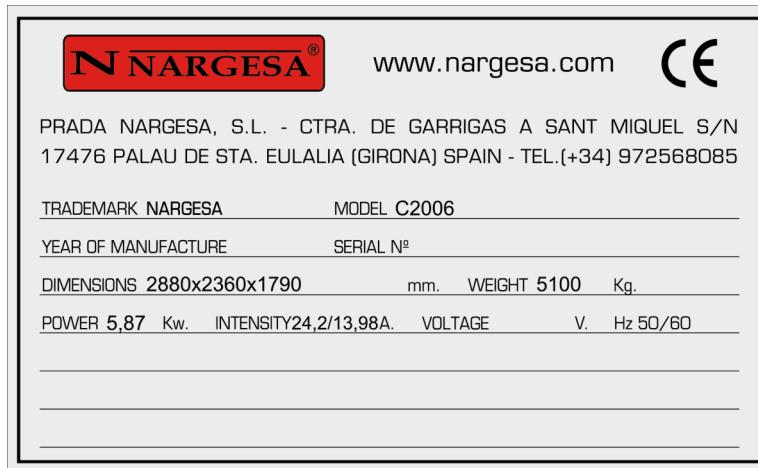 N NARGESA® www.nargesa.com CE
PRADA NARGESA, S.L. - CTRA. DE GARRIGAS A SANT MIQUEL S/N
17476 PALAU DE STA. EULALIA (GIRONA) SPAIN - TEL.(+34) 972568085
TRADEMARK NARGESA MODEL C2006
YEAR OF MANUFACTURE SERIAL Nº
DIMENSIONS 2880x2360x1790 mm. WEIGHT 5100 Kg.
POWER 5,87 Kw. INTENSITY24,2/13,98A. VOLTAGE V. Hz 50/60